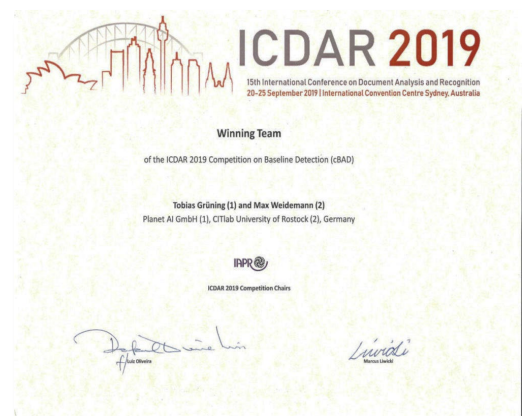 ICDAR 2019
15th International Conference on Document Analysis and Recognition
20-25 September 2019 | International Convention Centre Sydney, Australia
Winning Team
of the ICDAR 2019 Competition on Baseline Detection (cBAD)
Tobias Grüning (1) and Max Weidemann (2)
Planet AI GmbH (1), CITlab University of Rostock (2), Germany
IAPR
ICDAR 2019 Competition Chairs
f/ Luiz Oliveira
Marcus Liwicki